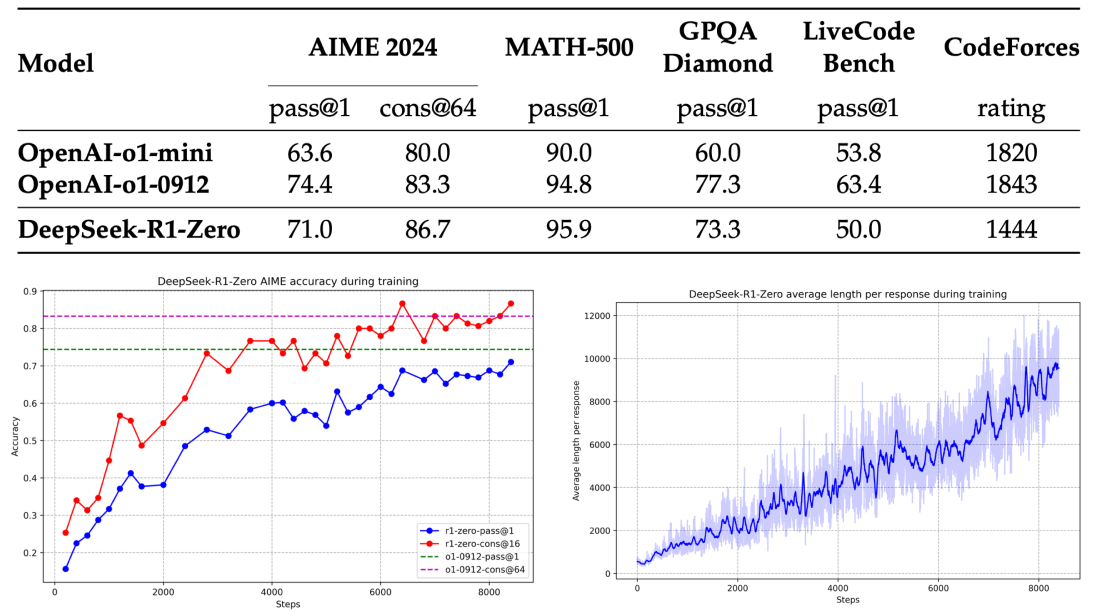 Model AIME 2024 MATH-500 GPQA Diamond LiveCode Bench CodeForces
pass@1 cons@64 pass@1 pass@1 pass@1 rating
OpenAI-o1-mini 63.6 80.0 90.0 60.0 53.8 1820
OpenAI-o1-0912 74.4 83.3 94.8 77.3 63.4 1843
DeepSeek-R1-Zero 71.0 86.7 95.9 73.3 50.0 1444
DeepSeek-R1-Zero AIME accuracy during training
Accuracy
0.9
0.8
0.7
0.6
0.5
0.4
0.3
0.2
r1-zero-pass@1
r1-zero-cons@16
o1-0912-pass@1
o1-0912-cons@64
0 2000 4000 6000 8000
Steps
DeepSeek-R1-Zero average length per response during training
Average length per response
12000
10000
8000
6000
4000
2000
0
0 2000 4000 6000 8000
Steps